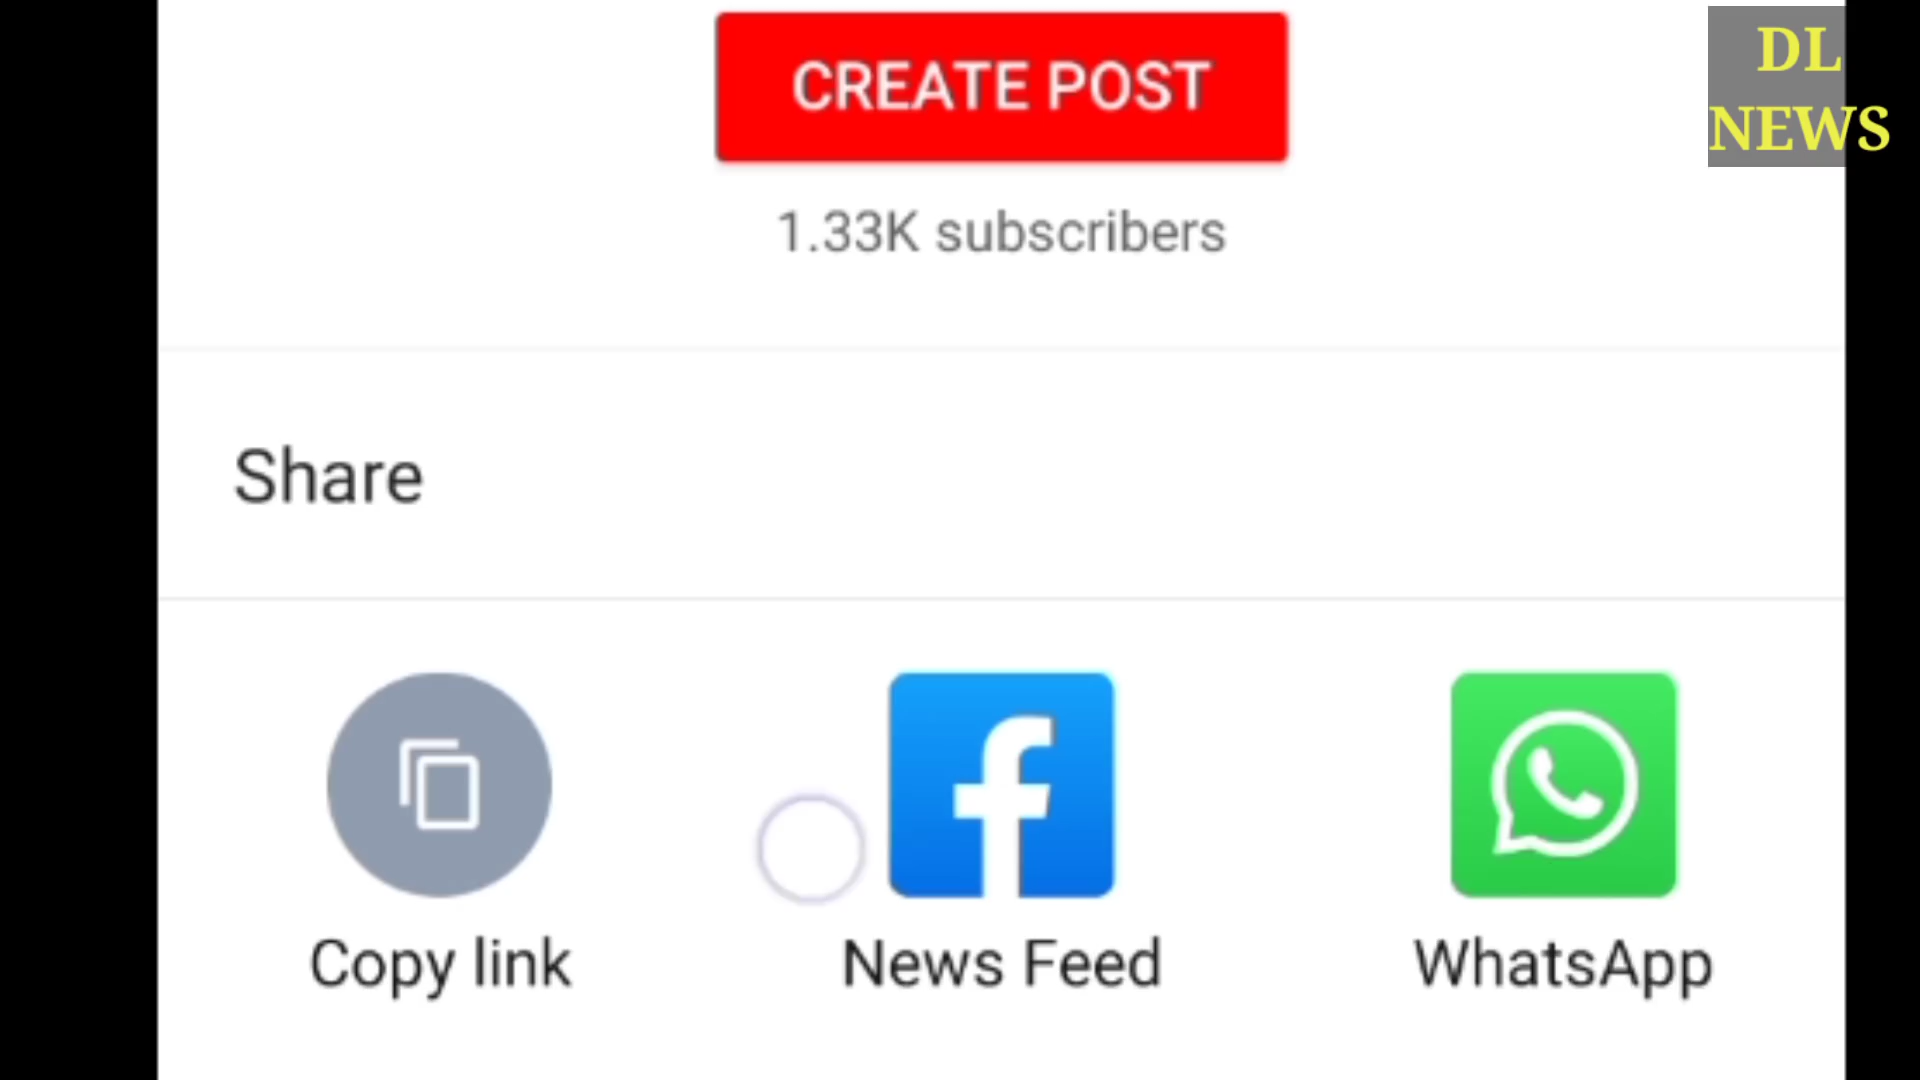 DL
NEWS
CREATE POST
1.33K subscribers
Share
Copy link
News Feed
WhatsApp